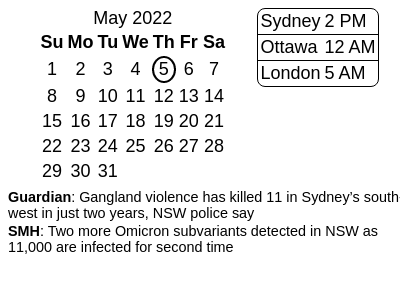 May 2022
Su Mo Tu We Th Fr Sa
1 2 3 4 5 6 7
8 9 10 11 12 13 14
15 16 17 18 19 20 21
22 23 24 25 26 27 28
29 30 31
Sydney 2 PM
Ottawa 12 AM
London 5 AM
Guardian: Gangland violence has killed 11 in Sydney’s south-
west in just two years, NSW police say
SMH: Two more Omicron subvariants detected in NSW as
11,000 are infected for second time